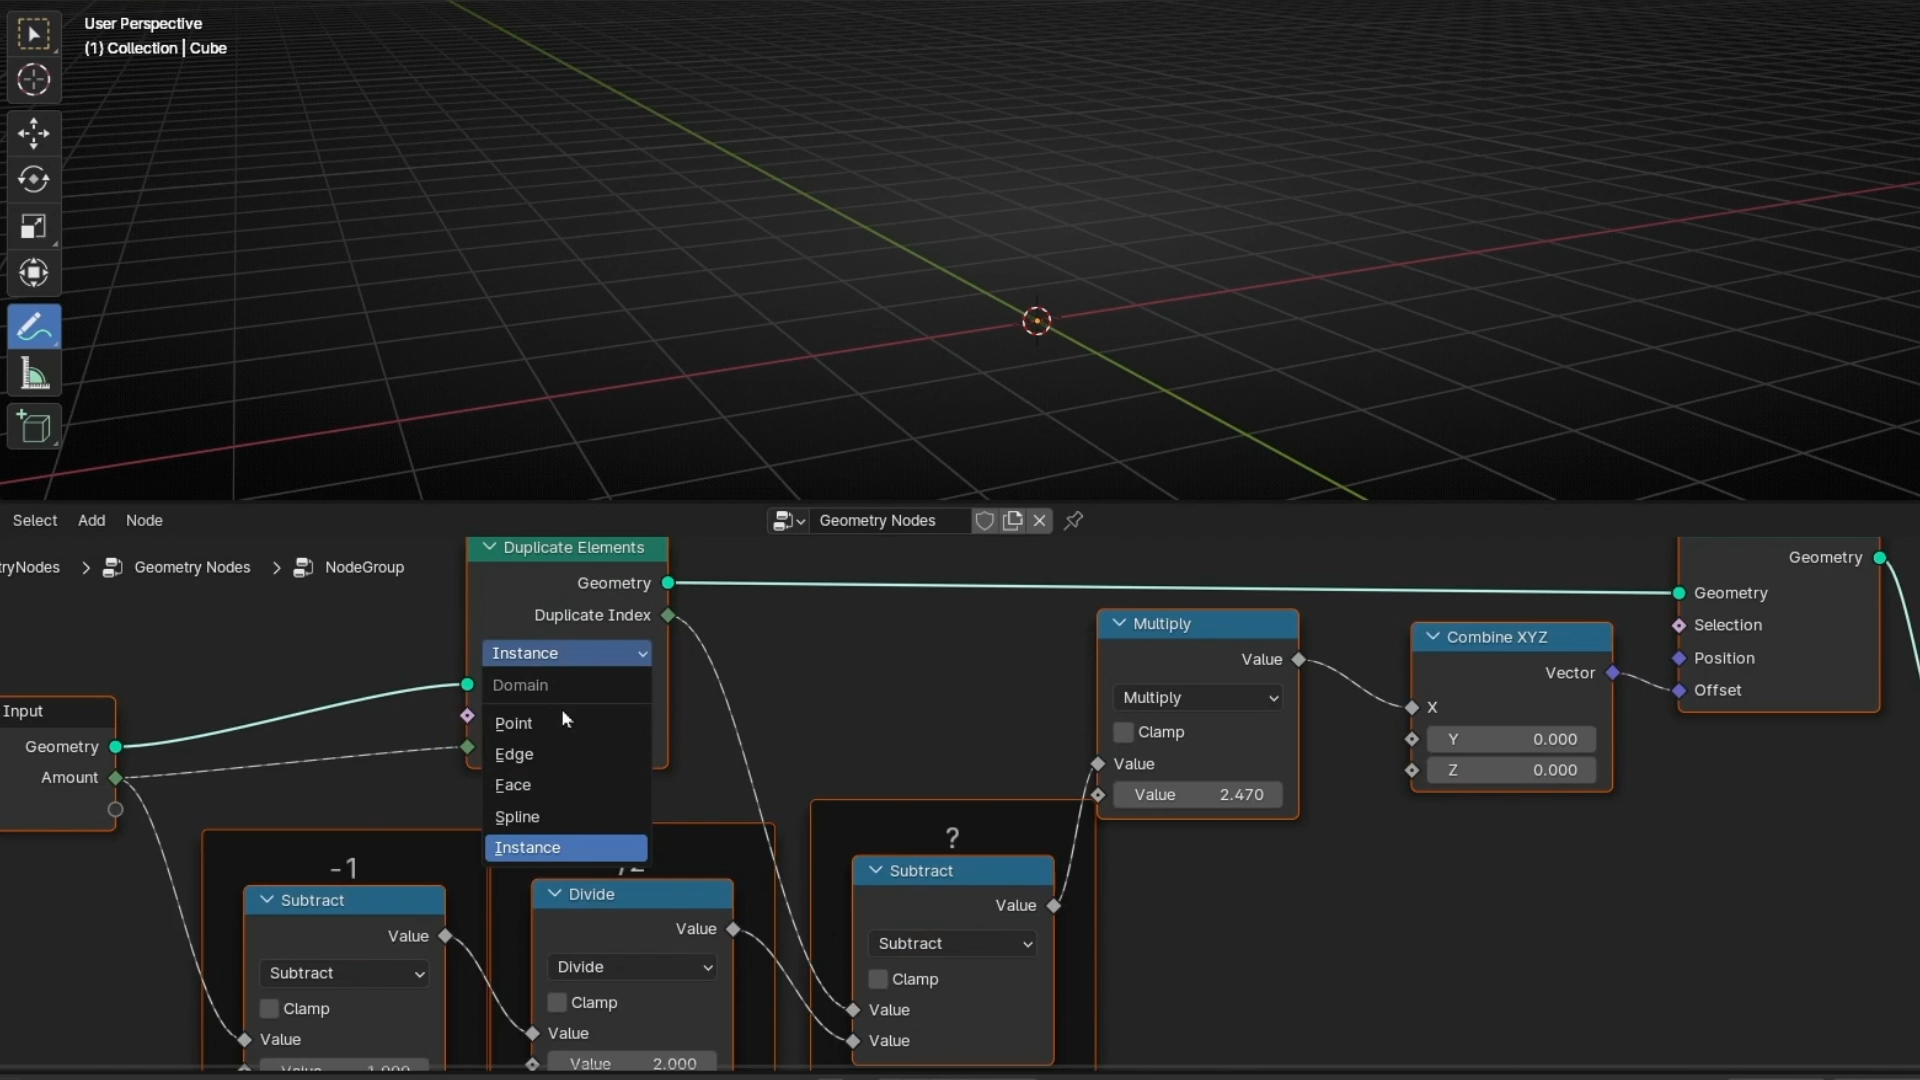 User Perspective
(1) Collection | Cube
Select Add Node
Geometry Nodes
ryNodes > Geometry Nodes > NodeGroup
Duplicate Elements
Geometry
Duplicate Index
Instance
Domain
Point
Edge
Face
Spline
Instance
Input
Geometry
Amount
-1
Subtract
Value
Subtract
Clamp
Value
Value 1.000
Divide
Value
Divide
Clamp
Value
Value 2.000
?
Subtract
Value
Subtract
Clamp
Value
Value
Multiply
Value
Multiply
Clamp
Value
Value 2.470
Combine XYZ
Vector
X
Y 0.000
Z 0.000
Geometry
Geometry
Selection
Position
Offset